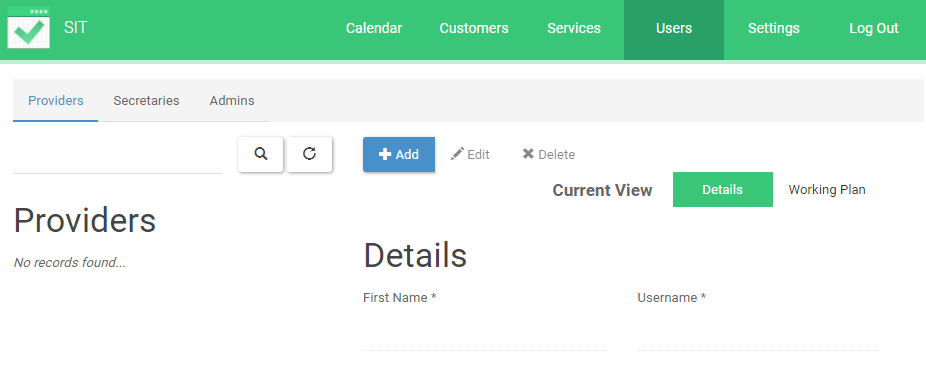 SIT Calendar Customers Services Users Settings Log Out
Providers Secretaries Admins
Add Edit Delete
Current View Details Working Plan
Providers
No records found...
Details
First Name * Username *